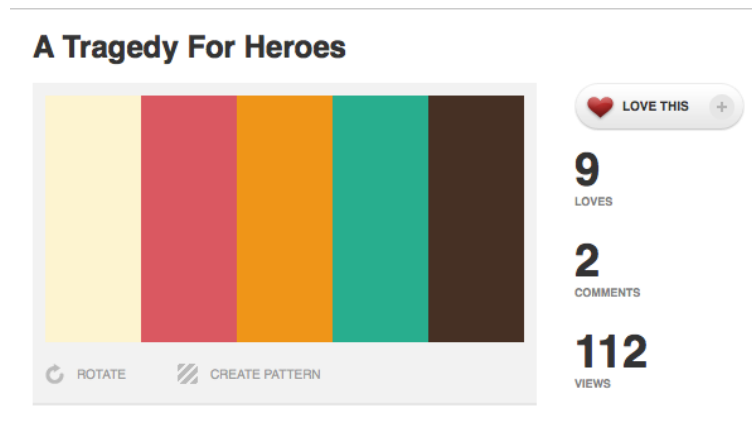 A Tragedy For Heroes
LOVE THIS
9
LOVES
2
COMMENTS
112
VIEWS
ROTATE
CREATE PATTERN